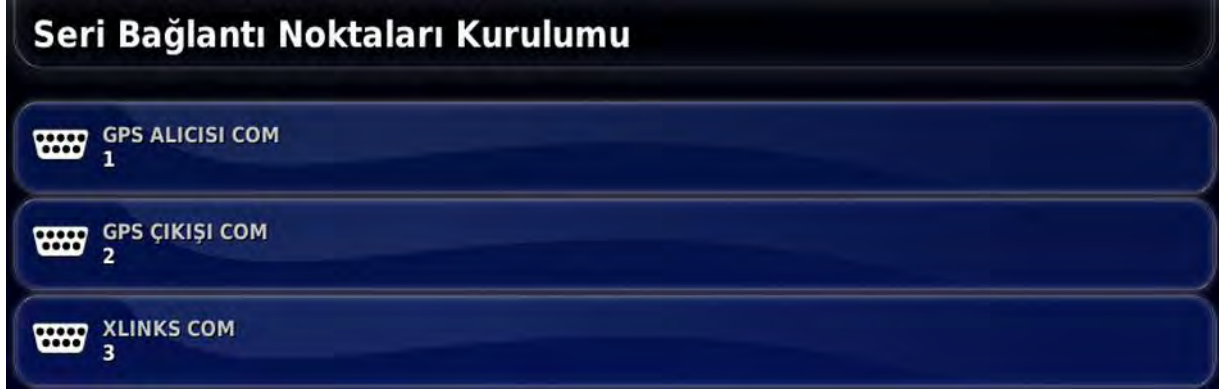 Seri Bağlantı Noktaları Kurulumu
GPS ALICISI COM
1
GPS ÇIKIŞI COM
2
XLINKS COM
3